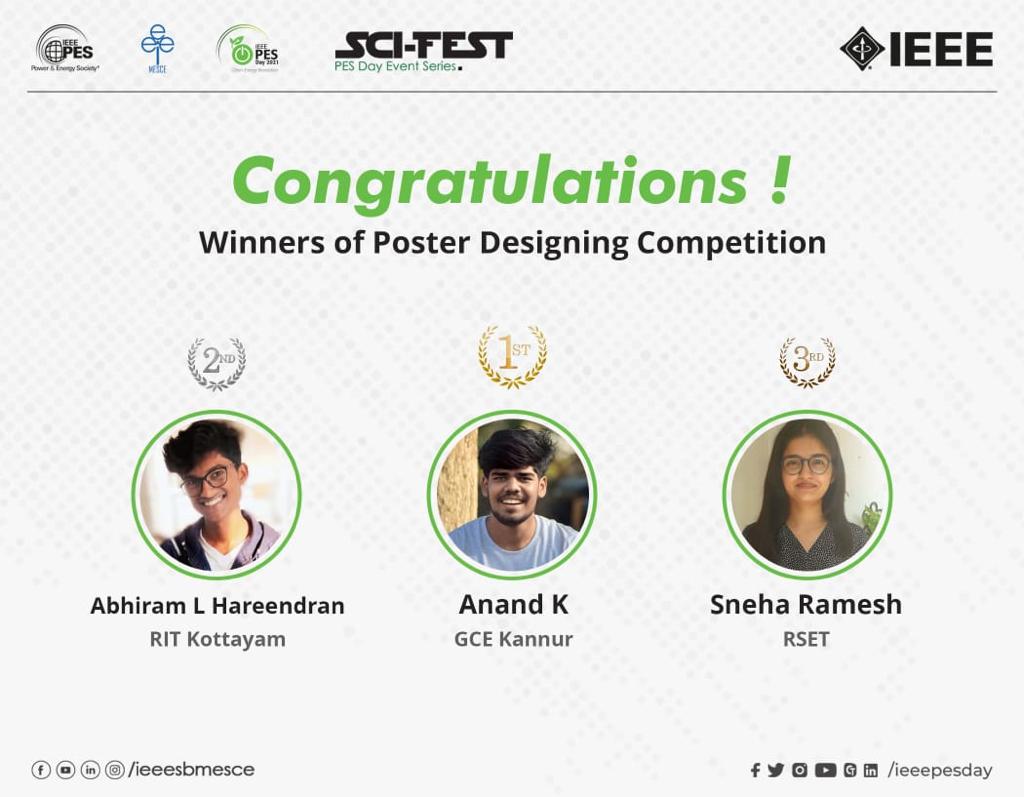 IEEE
PES
Power & Energy Society®
MESCE
IEEE
PES
Day 2021
SCI-FEST
PES Day Event Series.
IEEE
Congratulations !
Winners of Poster Designing Competition
2ND
1ST
3RD
Abhiram L Hareendran
RIT Kottayam
Anand K
GCE Kannur
Sneha Ramesh
RSET
/ieeesbmesce
/ieeepesday